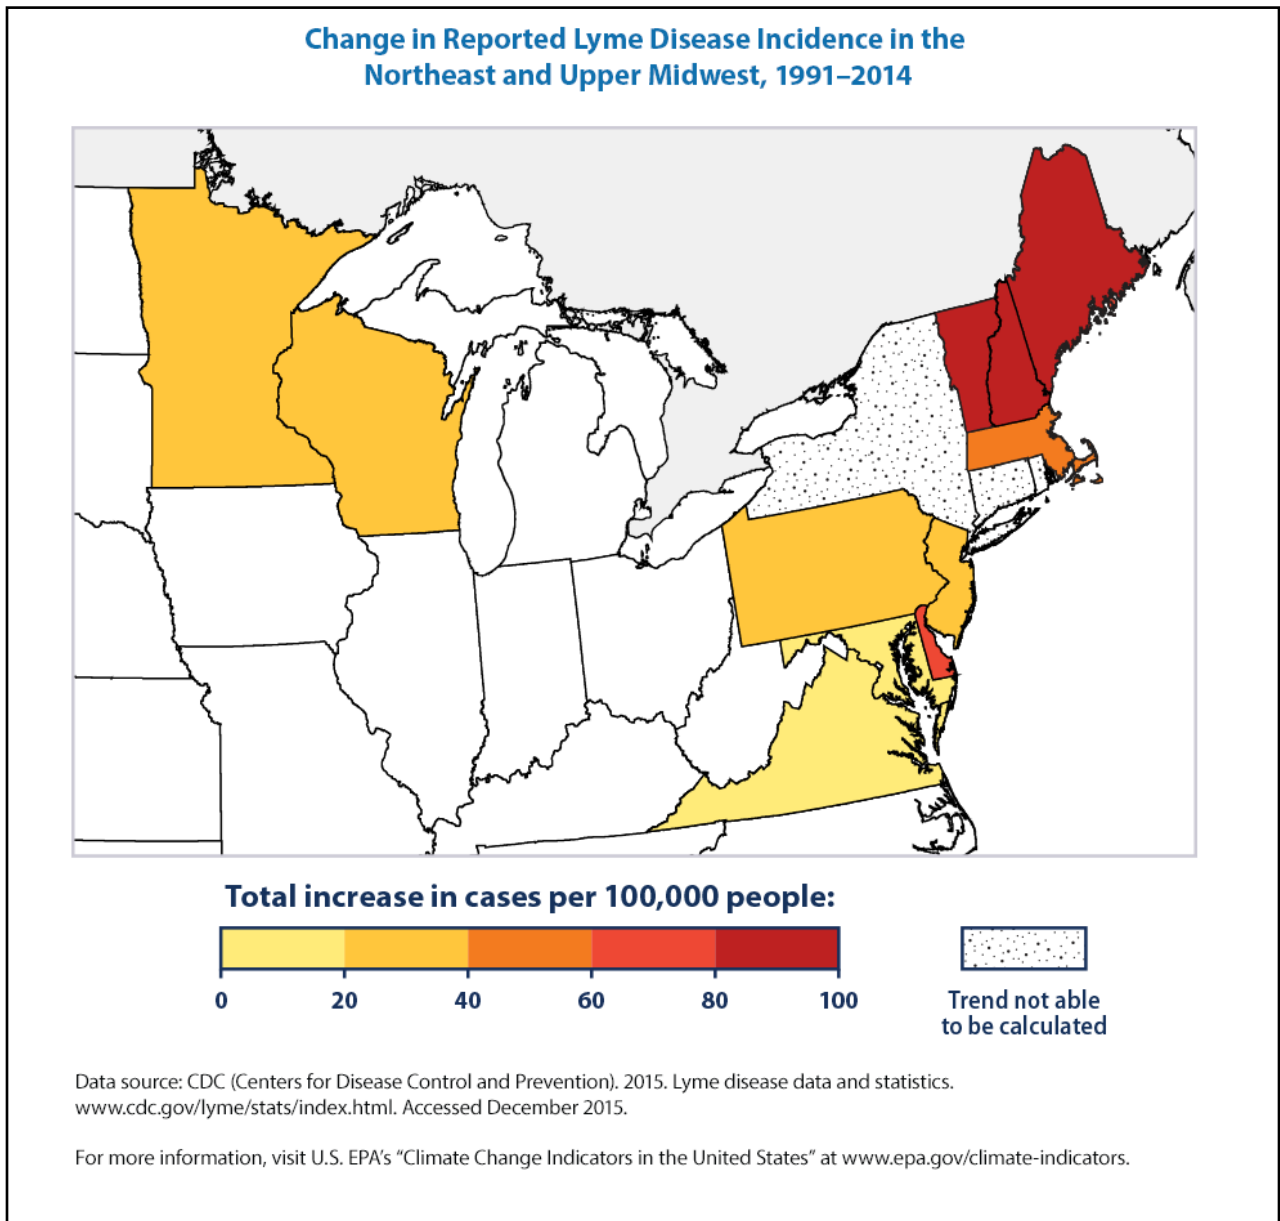 Change in Reported Lyme Disease Incidence in the
Northeast and Upper Midwest, 1991–2014
Total increase in cases per 100,000 people:
0 20 40 60 80 100
Trend not able
to be calculated
Data source: CDC (Centers for Disease Control and Prevention). 2015. Lyme disease data and statistics.
www.cdc.gov/lyme/stats/index.html. Accessed December 2015.
For more information, visit U.S. EPA’s “Climate Change Indicators in the United States” at www.epa.gov/climate-indicators.